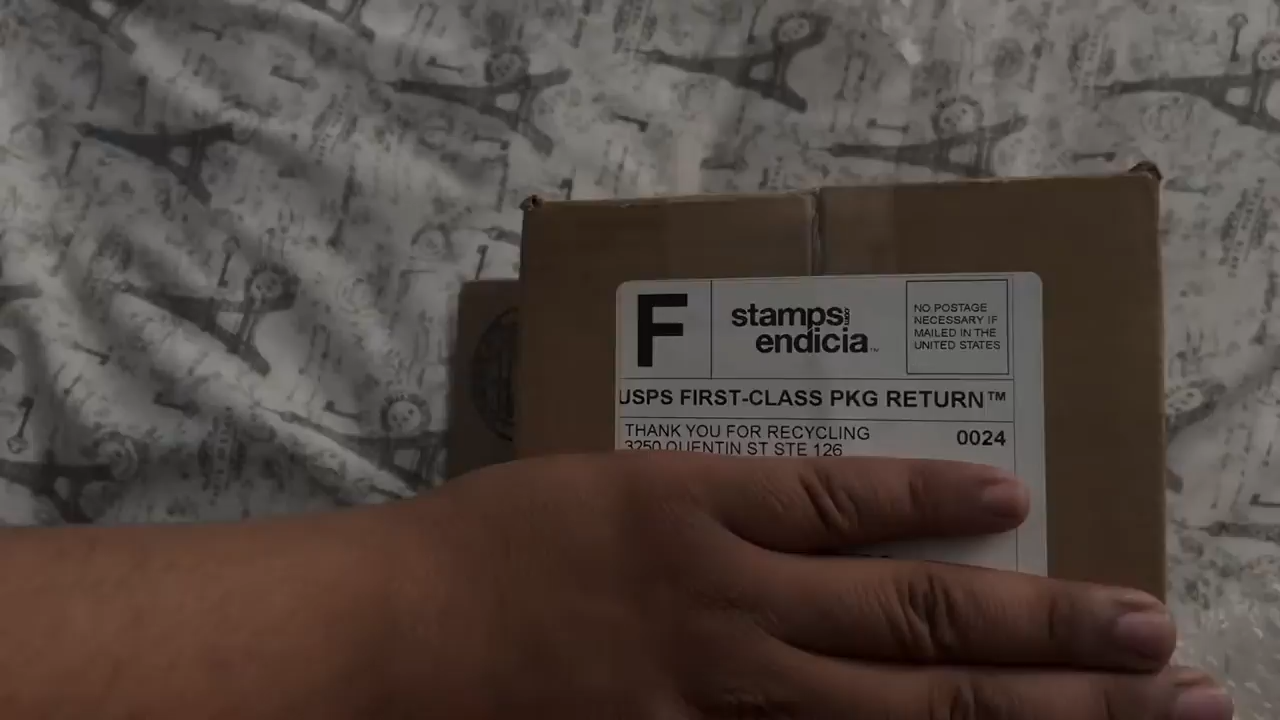 F
stamps.com
endicia™
NO POSTAGE
NECESSARY IF
MAILED IN THE
UNITED STATES
USPS FIRST-CLASS PKG RETURN™
THANK YOU FOR RECYCLING
0024
3250 QUENTIN ST STE 126